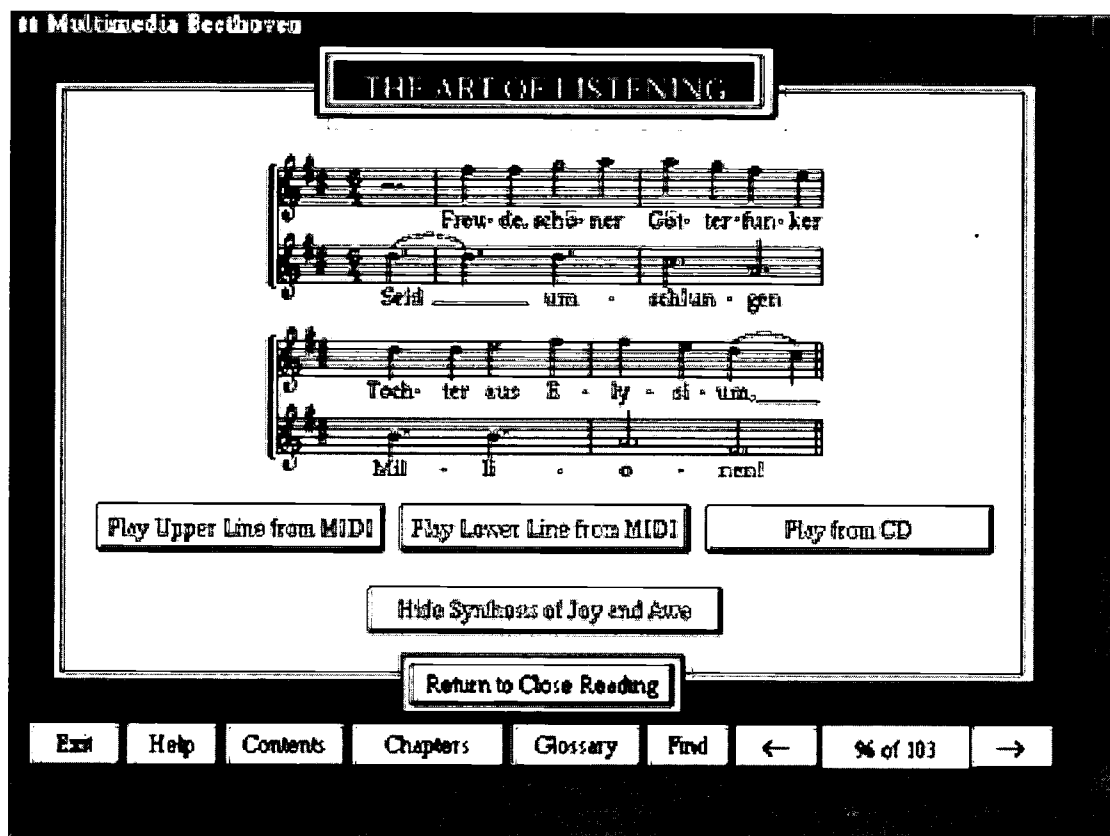 Multimedia Beethoven
THE ART OF LISTENING
Freu- de, schö- ner Göt- ter- fun- ken
Seid ______ um - schlun - gen
Toch- ter aus E - ly - si - um,______
Mil - li - o - nen!
Play Upper Line from MIDI Play Lower Line from MIDI Play from CD
Hide Synthesis of Joy and Awe
Return to Close Reading
Exit Help Contents Chapters Glossary Find ← 96 of 103 →